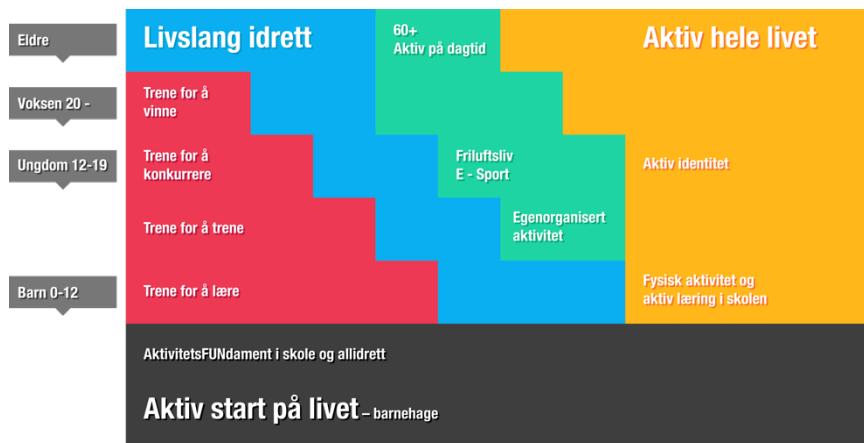 Eldre
Livslang idrett
60+
Aktiv på dagtid
Aktiv hele livet
Voksen 20 -
Trene for å
vinne
Ungdom 12-19
Trene for å
konkurrere
Friluftsliv
E - Sport
Aktiv identitet
Trene for å trene
Egenorganisert
aktivitet
Barn 0-12
Trene for å lære
Fysisk aktivitet og
aktiv læring i skolen
AktivitetsFUNdament i skole og allidrett
Aktiv start på livet – barnehage